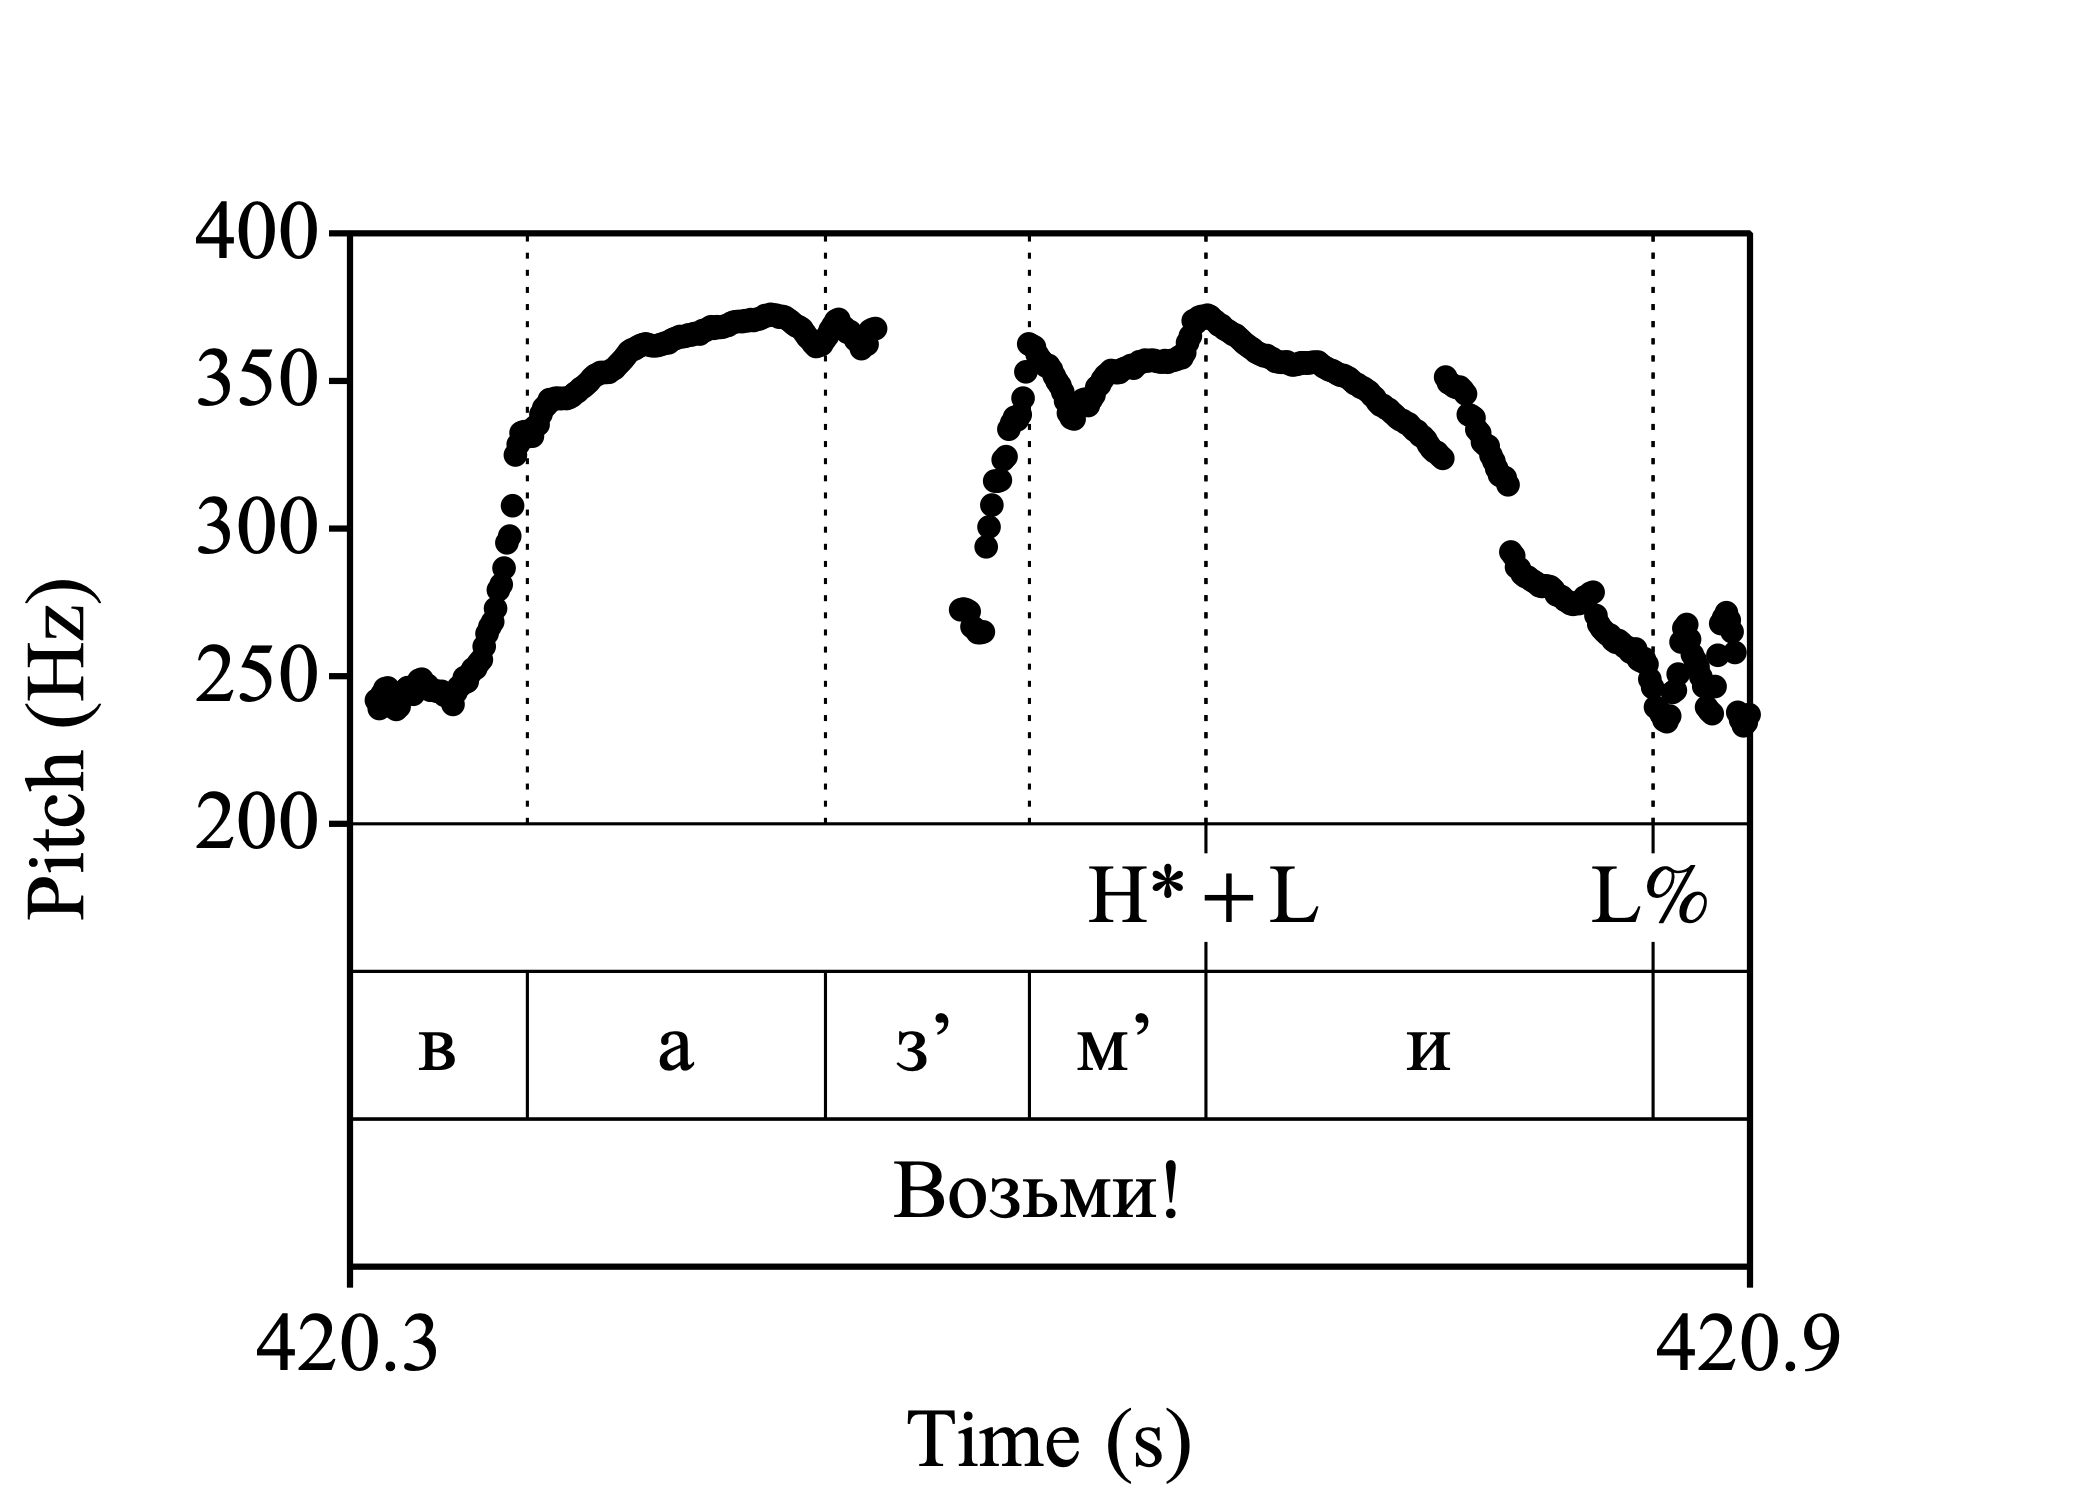 400
350
300
250
200
Pitch (Hz)
H* + L L%
в а з’ м’ и
Возьми!
420.3 420.9
Time (s)